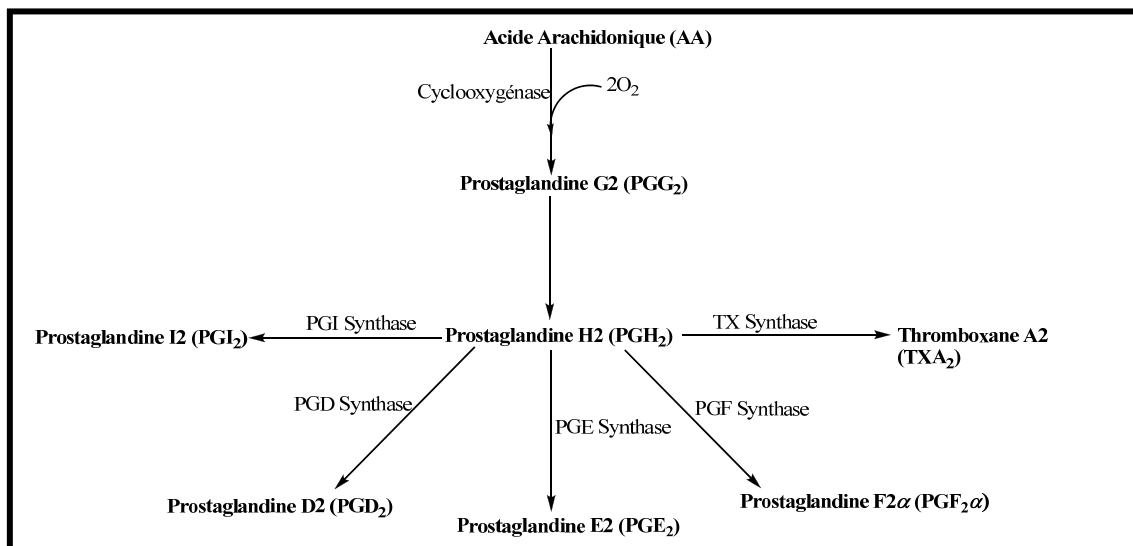 Acide Arachidonique (AA)
Cyclooxygénase
2O₂
Prostaglandine G2 (PGG₂)
Prostaglandine I2 (PGI₂)
PGI Synthase
Prostaglandine H2 (PGH₂)
TX Synthase
Thromboxane A2
(TXA₂)
PGD Synthase
PGE Synthase
PGF Synthase
Prostaglandine D2 (PGD₂)
Prostaglandine E2 (PGE₂)
Prostaglandine F2α (PGF₂α)